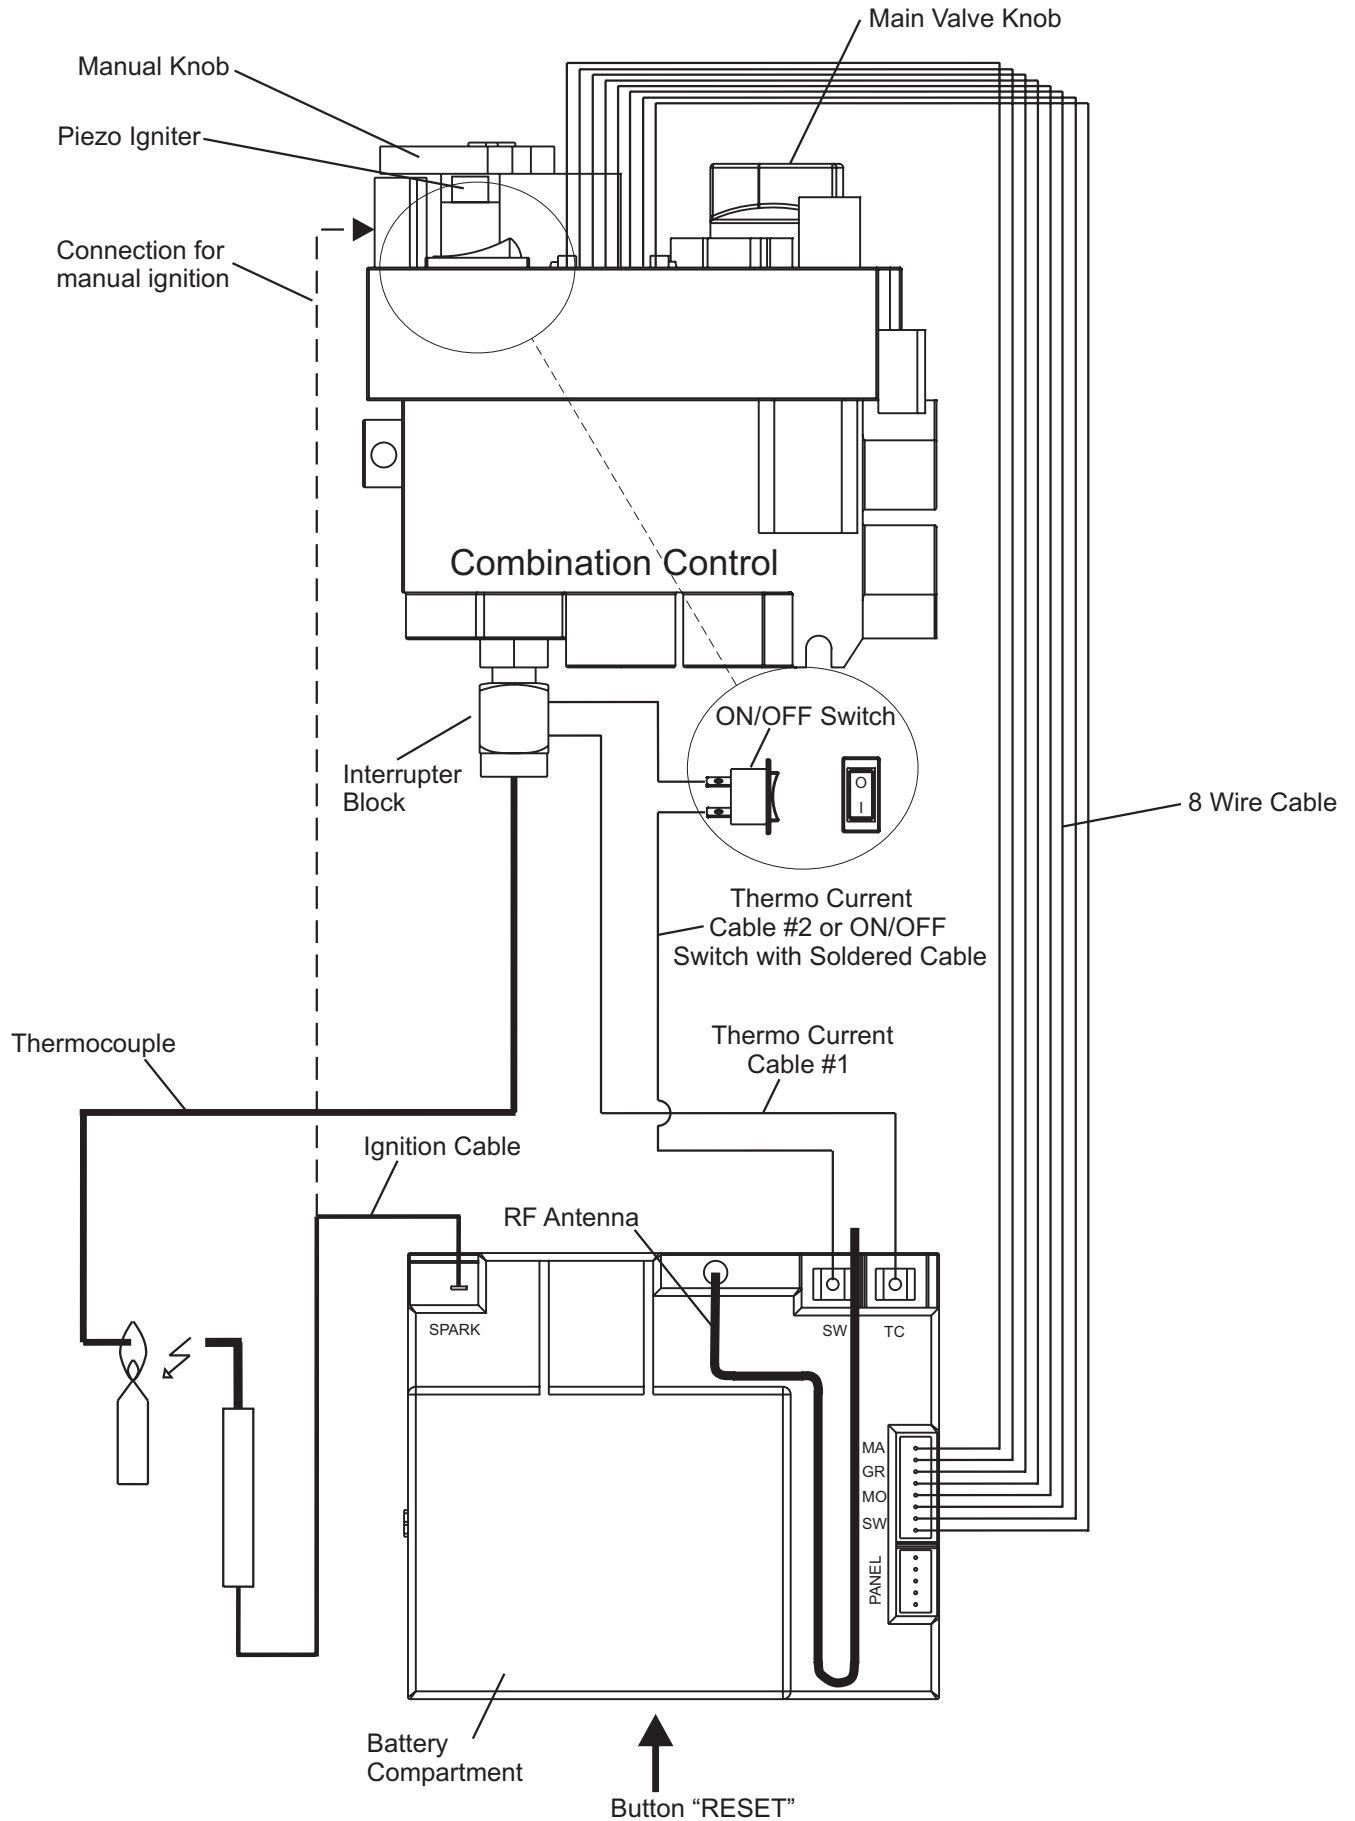 Main Valve Knob
Manual Knob
Piezo Igniter
Connection for
manual ignition
Combination Control
ON/OFF Switch
Interrupter
Block
O
I
8 Wire Cable
Thermo Current
Cable #2 or ON/OFF
Switch with Soldered Cable
Thermocouple
Thermo Current
Cable #1
Ignition Cable
RF Antenna
SPARK
SW
TC
MA
GR
MO
SW
PANEL
Battery
Compartment
Button “RESET”